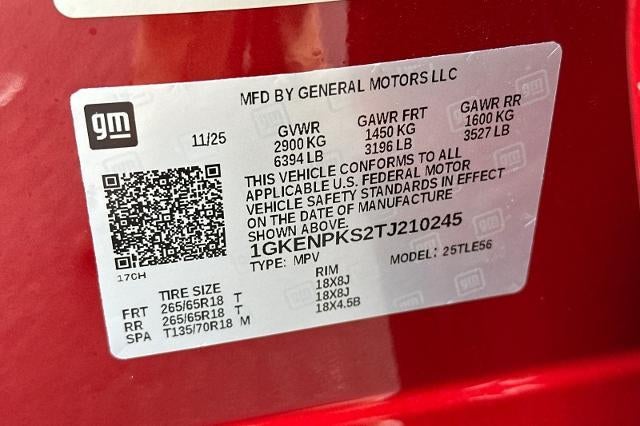 MFD BY GENERAL MOTORS LLC
gm
11/25
GVWR GAWR FRT GAWR RR
2900 KG 1450 KG 1600 KG
6394 LB 3196 LB 3527 LB
THIS VEHICLE CONFORMS TO ALL
APPLICABLE U.S. FEDERAL MOTOR
VEHICLE SAFETY STANDARDS IN EFFECT
ON THE DATE OF MANUFACTURE
SHOWN ABOVE.
1GKENPKS2TJ210245
17CH
TYPE: MPV MODEL: 25TLE56
TIRE SIZE RIM
FRT 265/65R18 T 18X8J
RR 265/65R18 T 18X8J
SPA T135/70R18 M 18X4.5B